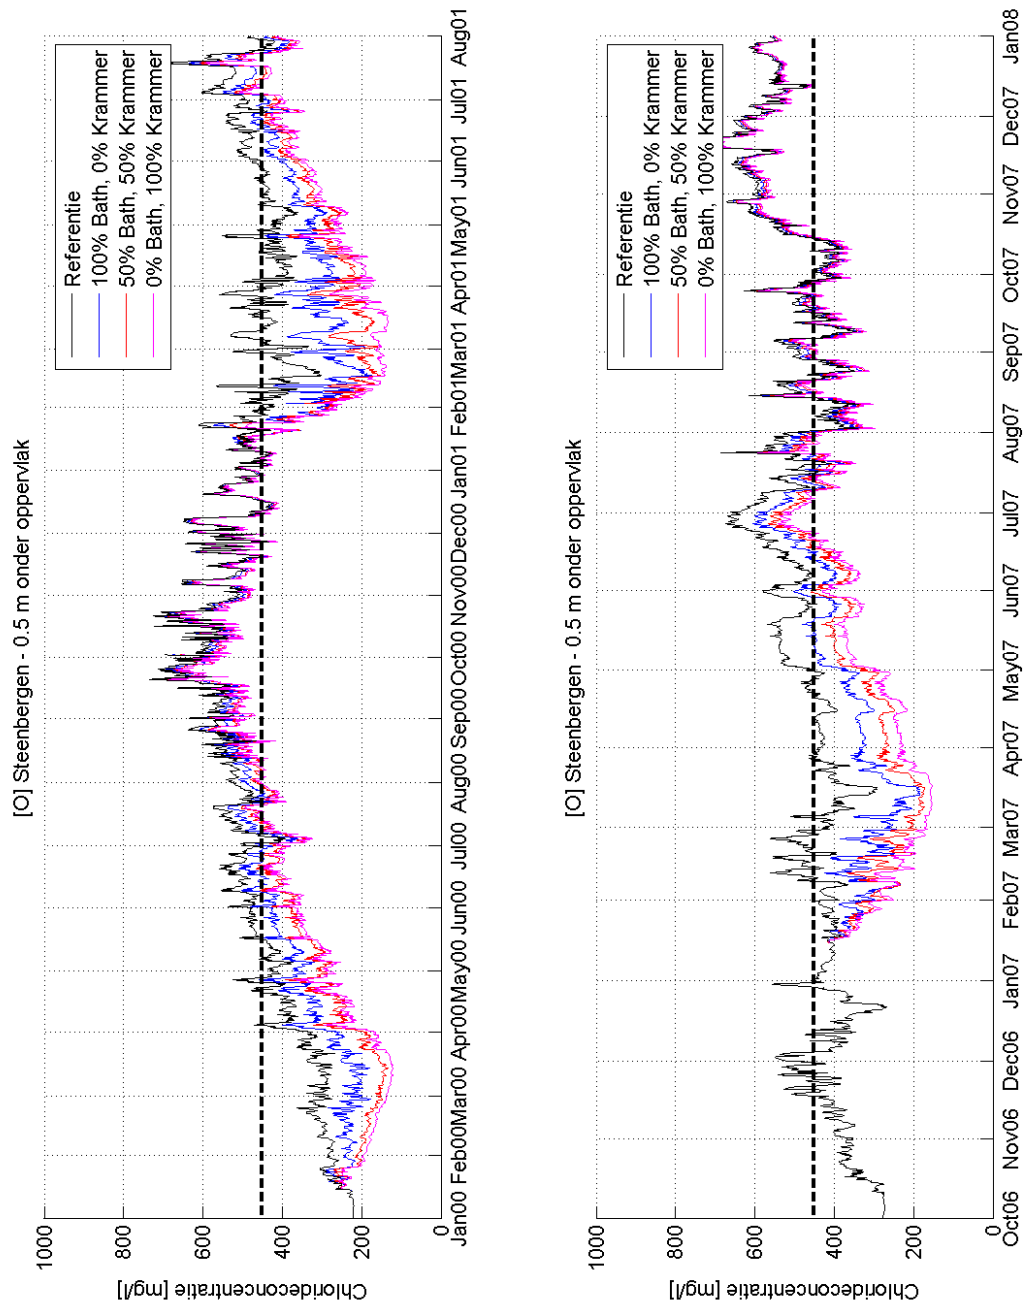 [O] Steenbergen - 0.5 m onder oppervlak
Chlorideconcentratie [mg/l]
1000
800
600
400
200
0
Referentie
100% Bath, 0% Krammer
50% Bath, 50% Krammer
0% Bath, 100% Krammer
Jan00 Feb00 Mar00 Apr00 May00 Jun00 Jul00 Aug00 Sep00 Oct00 Nov00 Dec00 Jan01 Feb01 Mar01 Apr01 May01 Jun01 Jul01 Aug01
[O] Steenbergen - 0.5 m onder oppervlak
Chlorideconcentratie [mg/l]
1000
800
600
400
200
0
Referentie
100% Bath, 0% Krammer
50% Bath, 50% Krammer
0% Bath, 100% Krammer
Oct06 Nov06 Dec06 Jan07 Feb07 Mar07 Apr07 May07 Jun07 Jul07 Aug07 Sep07 Oct07 Nov07 Dec07 Jan08